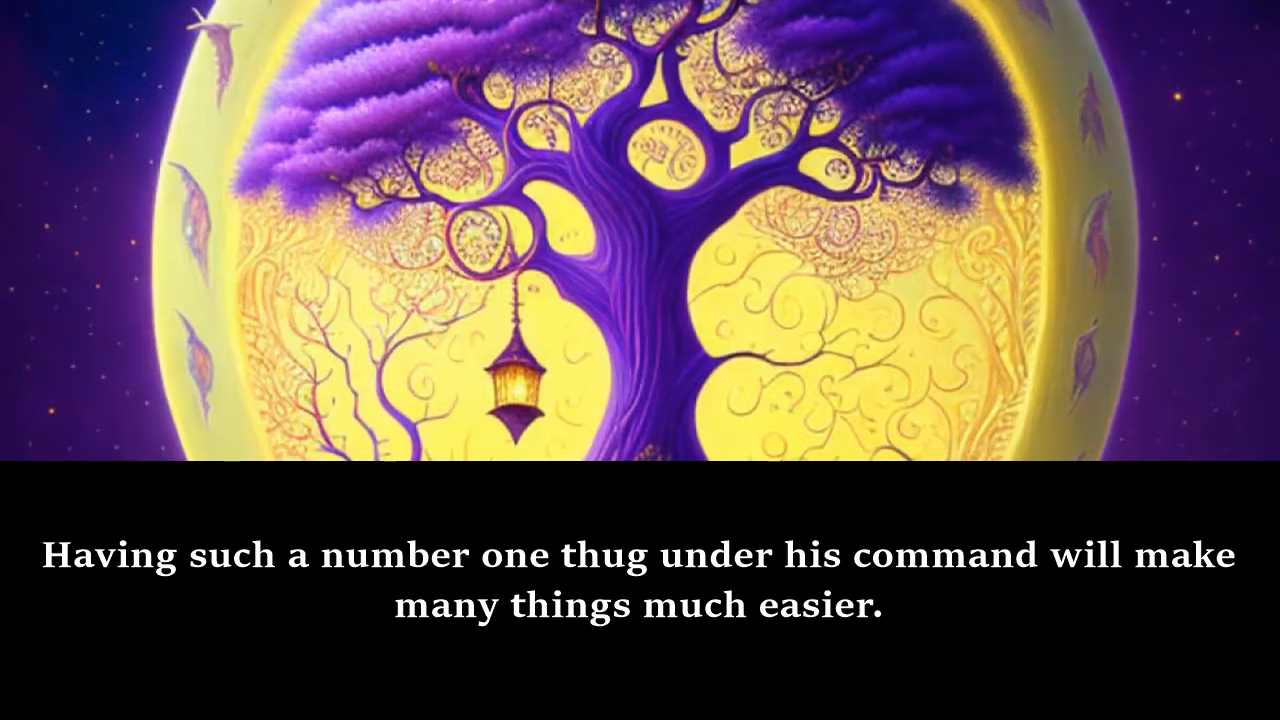 Having such a number one thug under his command will make
many things much easier.